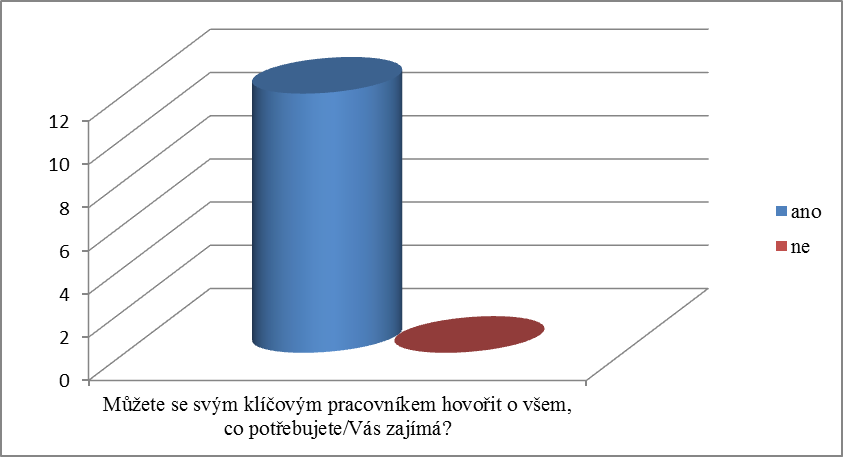 12
10
8
6
4
2
0
ano
ne
Můžete se svým klíčovým pracovníkem hovořit o všem,
co potřebujete/Vás zajímá?